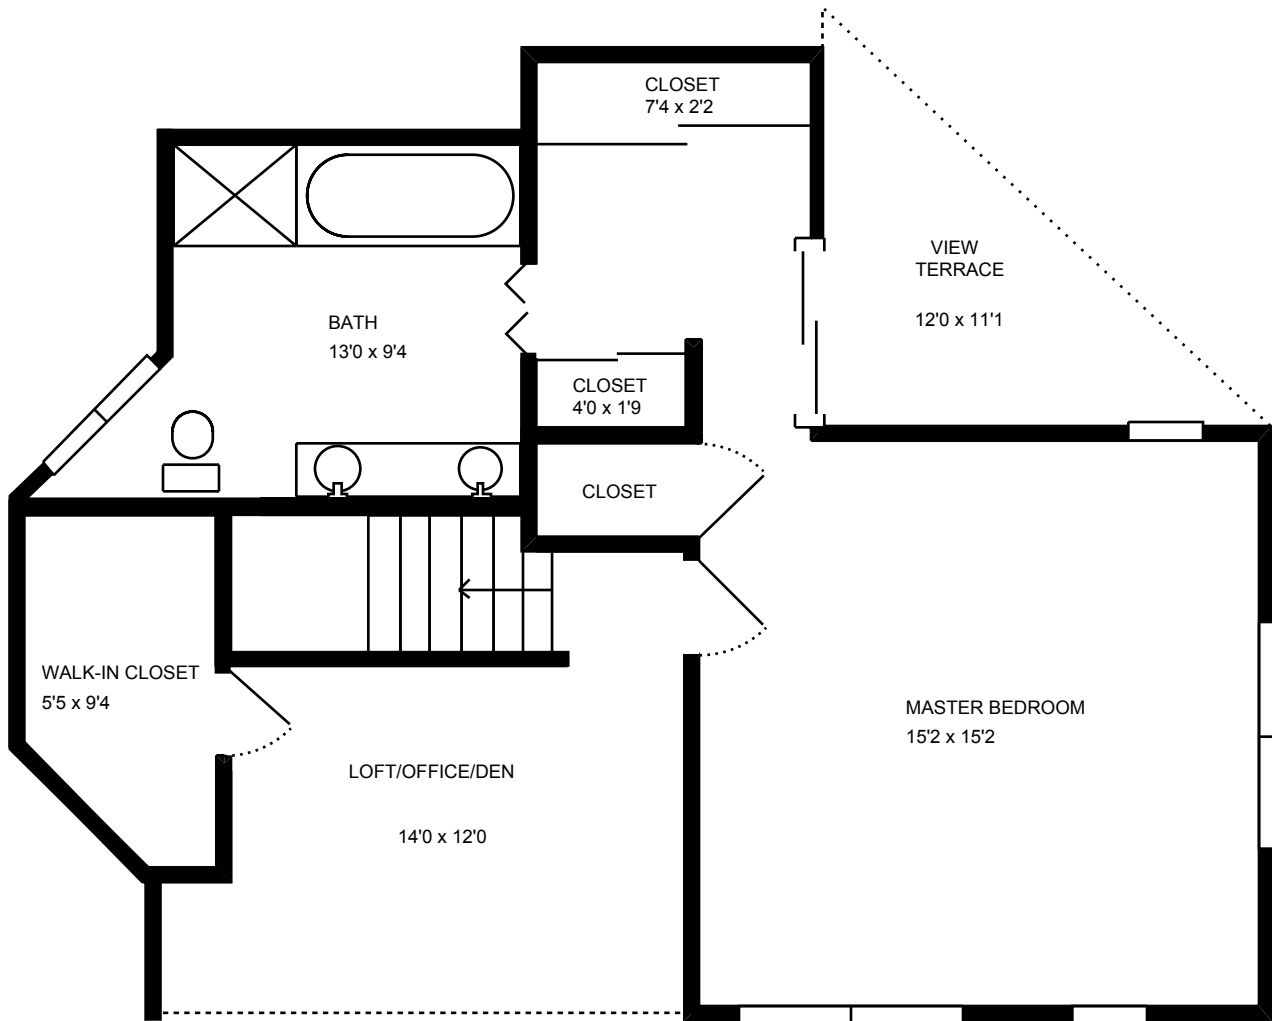 CLOSET
7'4 x 2'2
VIEW
TERRACE
12'0 x 11'1
BATH
13'0 x 9'4
CLOSET
4'0 x 1'9
CLOSET
WALK-IN CLOSET
5'5 x 9'4
MASTER BEDROOM
15'2 x 15'2
LOFT/OFFICE/DEN
14'0 x 12'0